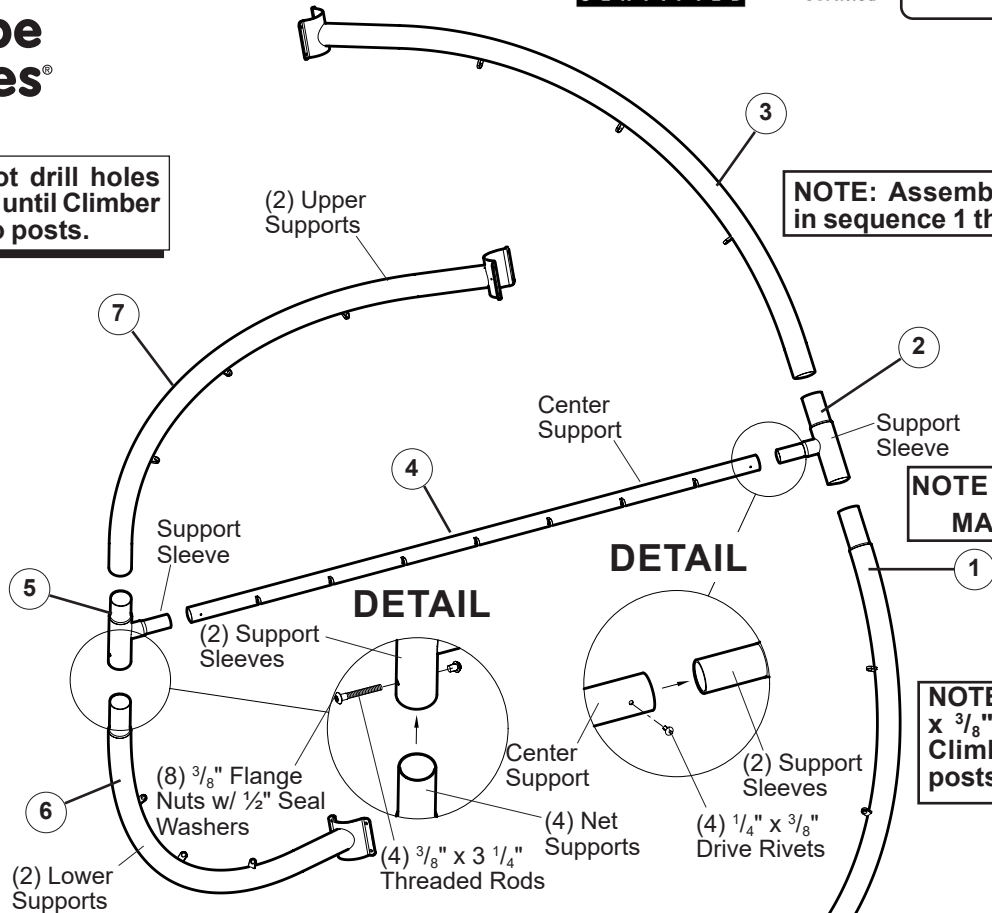 es®
ot drill holes
until Climber
posts.
(2) Upper
Supports
3
NOTE: Assemb
in sequence 1 th
7
2
Center
Support
Support
Sleeve
4
NOTE
MA
Support
Sleeve
DETAIL
1
5
DETAIL
(2) Support
Sleeves
NOTE
x 3/8"
Climb
posts
Center
Support
(2) Support
Sleeves
(8) 3/8" Flange
Nuts w/ ½" Seal
Washers
6
(4) Net
Supports
(4) 1/4" x 3/8"
Drive Rivets
(4) 3/8" x 3 1/4"
Threaded Rods
(2) Lower
Supports